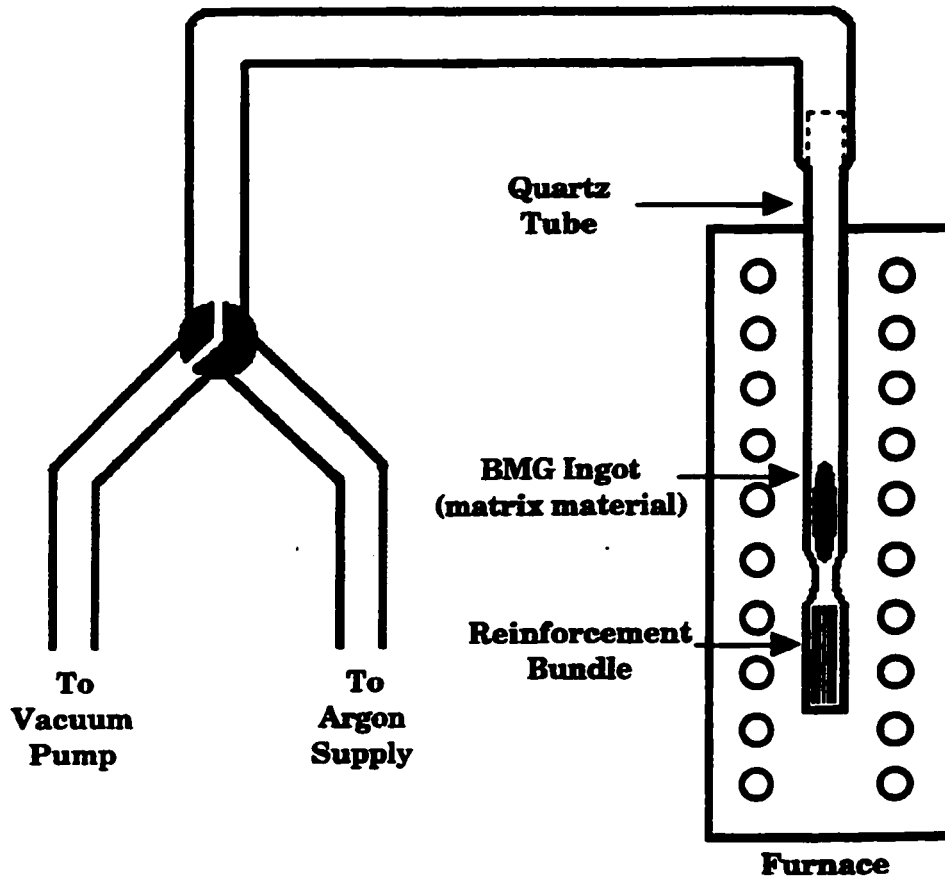 Quartz
Tube
BMG Ingot
(matrix material)
Reinforcement
Bundle
To
Vacuum
Pump
To
Argon
Supply
Furnace